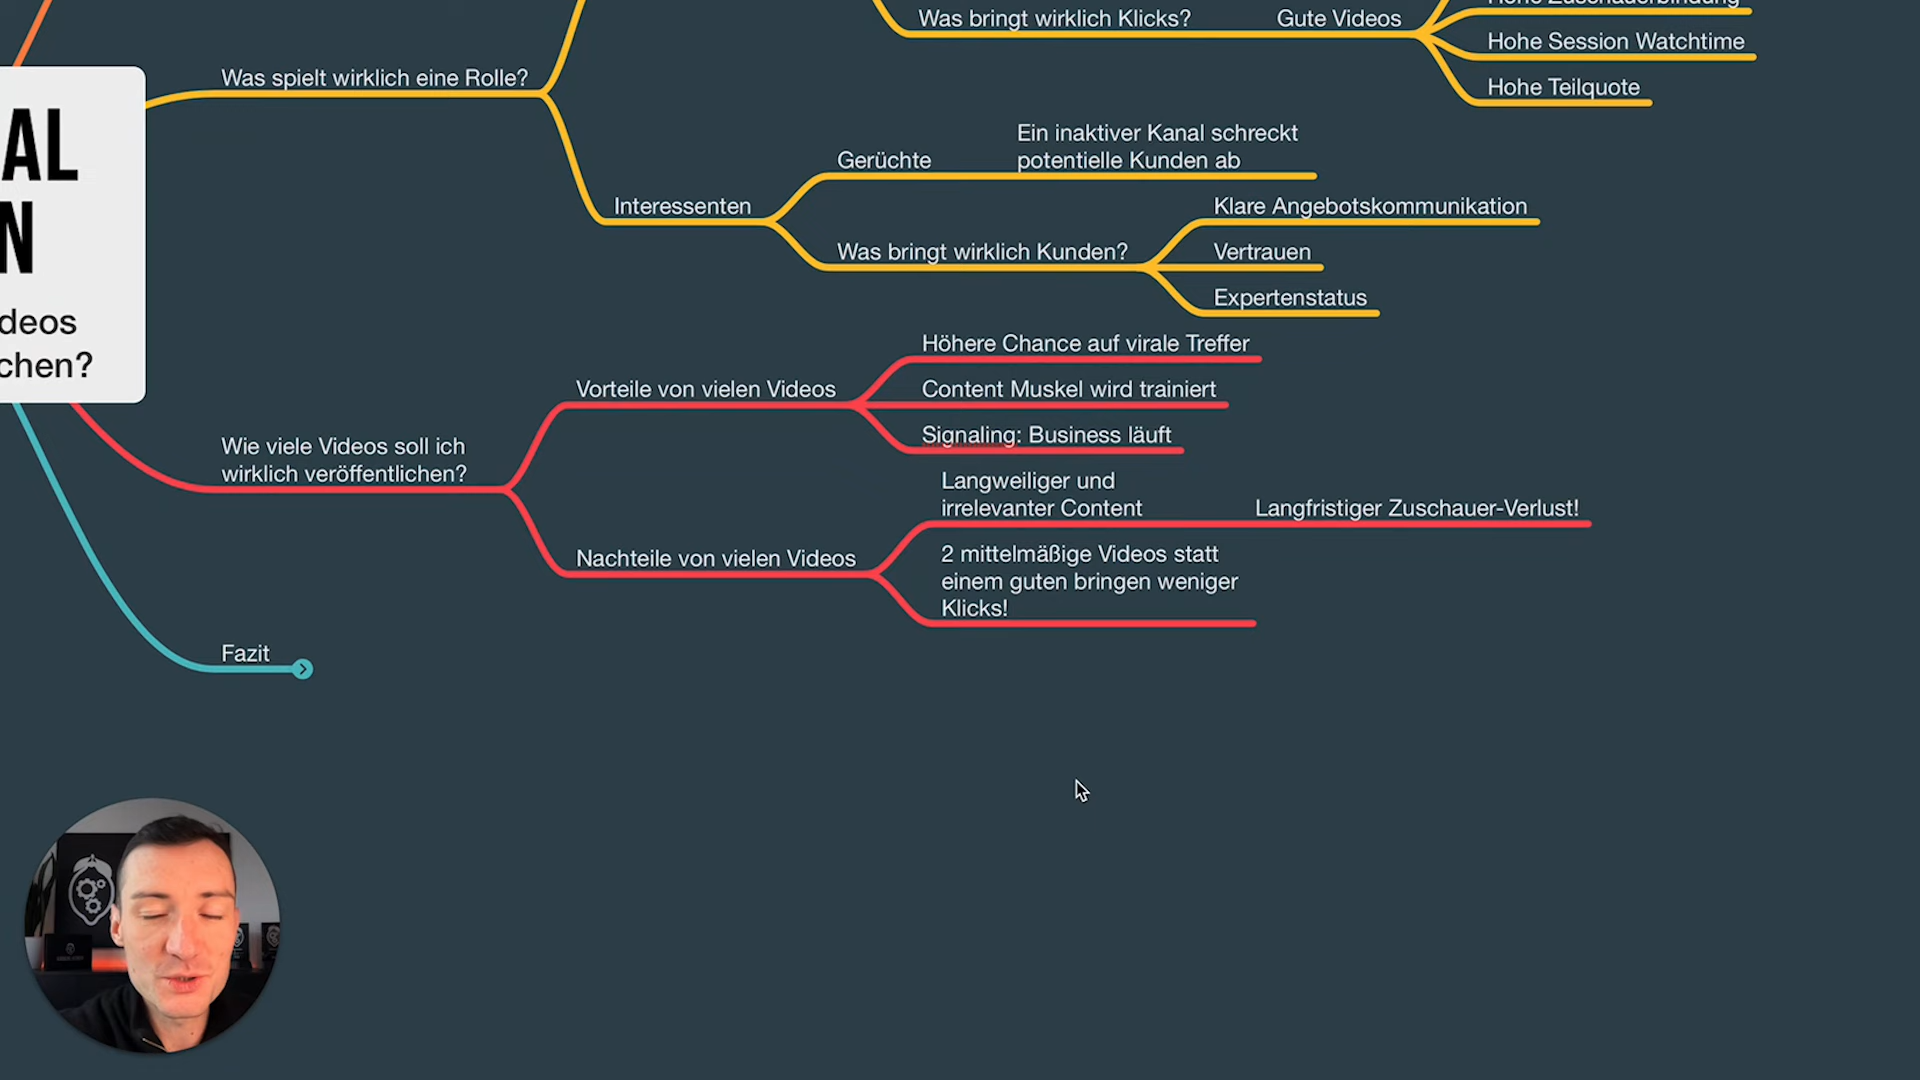 AL
N
deos
chen?
Was spielt wirklich eine Rolle?
Was bringt wirklich Klicks?
Gute Videos
Hohe Zuschauerbindung
Hohe Session Watchtime
Hohe Teilquote
Interessenten
Gerüchte
Ein inaktiver Kanal schreckt
potentielle Kunden ab
Was bringt wirklich Kunden?
Klare Angebotskommunikation
Vertrauen
Expertenstatus
Wie viele Videos soll ich
wirklich veröffentlichen?
Vorteile von vielen Videos
Höhere Chance auf virale Treffer
Content Muskel wird trainiert
Signaling: Business läuft
Nachteile von vielen Videos
Langweiliger und
irrelevanter Content
Langfristiger Zuschauer-Verlust!
2 mittelmäßige Videos statt
einem guten bringen weniger
Klicks!
Fazit